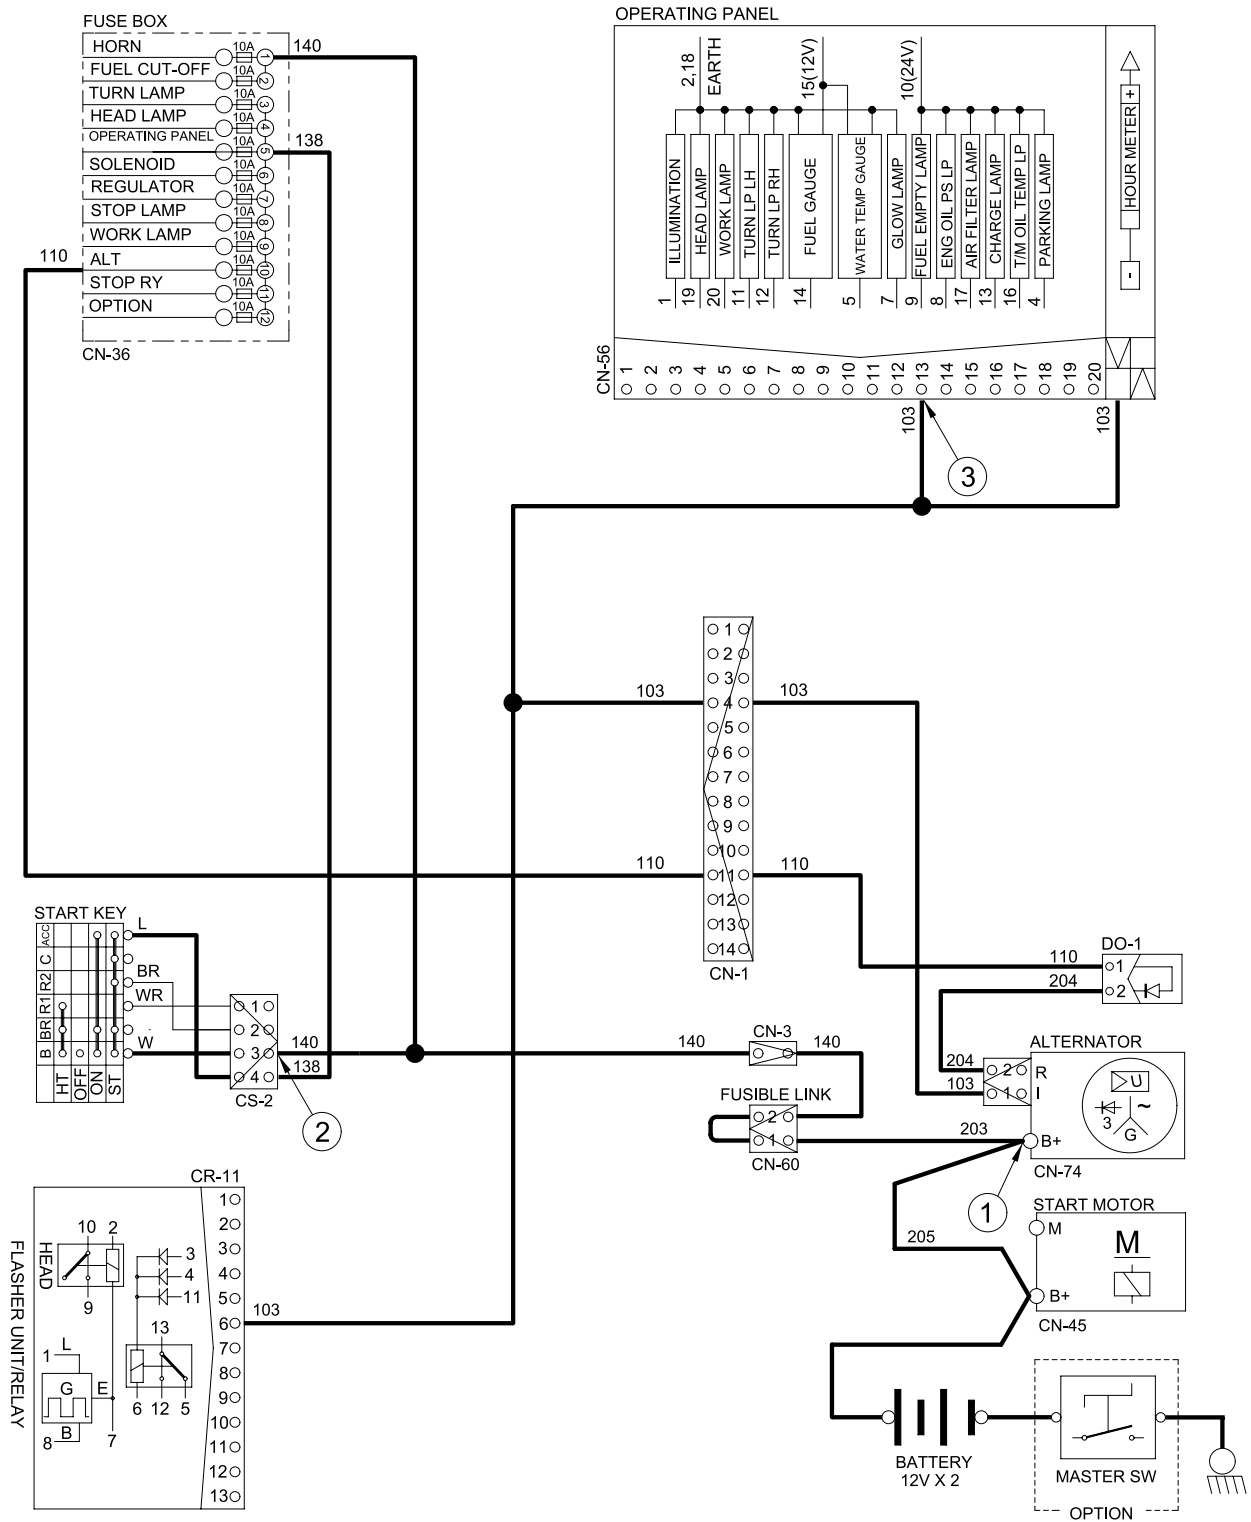 FUSE BOX
HORN 10A 1 140
FUEL CUT-OFF 10A 2
TURN LAMP 10A 3
HEAD LAMP 10A 4
OPERATING PANEL 10A 5 138
SOLENOID 10A 6
REGULATOR 10A 7
STOP LAMP 10A 8
WORK LAMP 10A 9
110 ALT 10A 10
STOP RY 10A 11
OPTION 10A 12
CN-36
OPERATING PANEL
2,18
EARTH
15(12V)
10(24V)
ILLUMINATION
HEAD LAMP
WORK LAMP
TURN LP LH
TURN LP RH
FUEL GAUGE
WATER TEMP GAUGE
GLOW LAMP
FUEL EMPTY LAMP
ENG OIL PS LP
AIR FILTER LAMP
CHARGE LAMP
T/M OIL TEMP LP
PARKING LAMP
- HOUR METER +
1 19 20 11 12 14 5 7 9 8 17 13 16 4
CN-56
1 2 3 4 5 6 7 8 9 10 11 12 13 14 15 16 17 18 19 20
103 103
3
1
2
3
103 4 103
5
6
7
8
9
10
110 11 110
12
13
14
CN-1
START KEY
B BR R1 R2 C ACC
HT
OFF
ON
ST
L
BR
WR
W
1
2
3 140
4 138
CS-2
2
140 CN-3 140
FUSIBLE LINK
2
1 203
CN-60
DO-1
110 1
204 2
ALTERNATOR
204 2 R
103 1 I
U
3 ~
G
B+
CN-74
1
START MOTOR
M
M
205
B+
CN-45
BATTERY
12V X 2
MASTER SW
OPTION
CR-11
1
2
3
4
5
6 103
7
8
9
10
11
12
13
FLASHER UNIT/RELAY
HEAD
10 2
9
3
4
11
13
6 12 5
1 L
G E
B
8 7